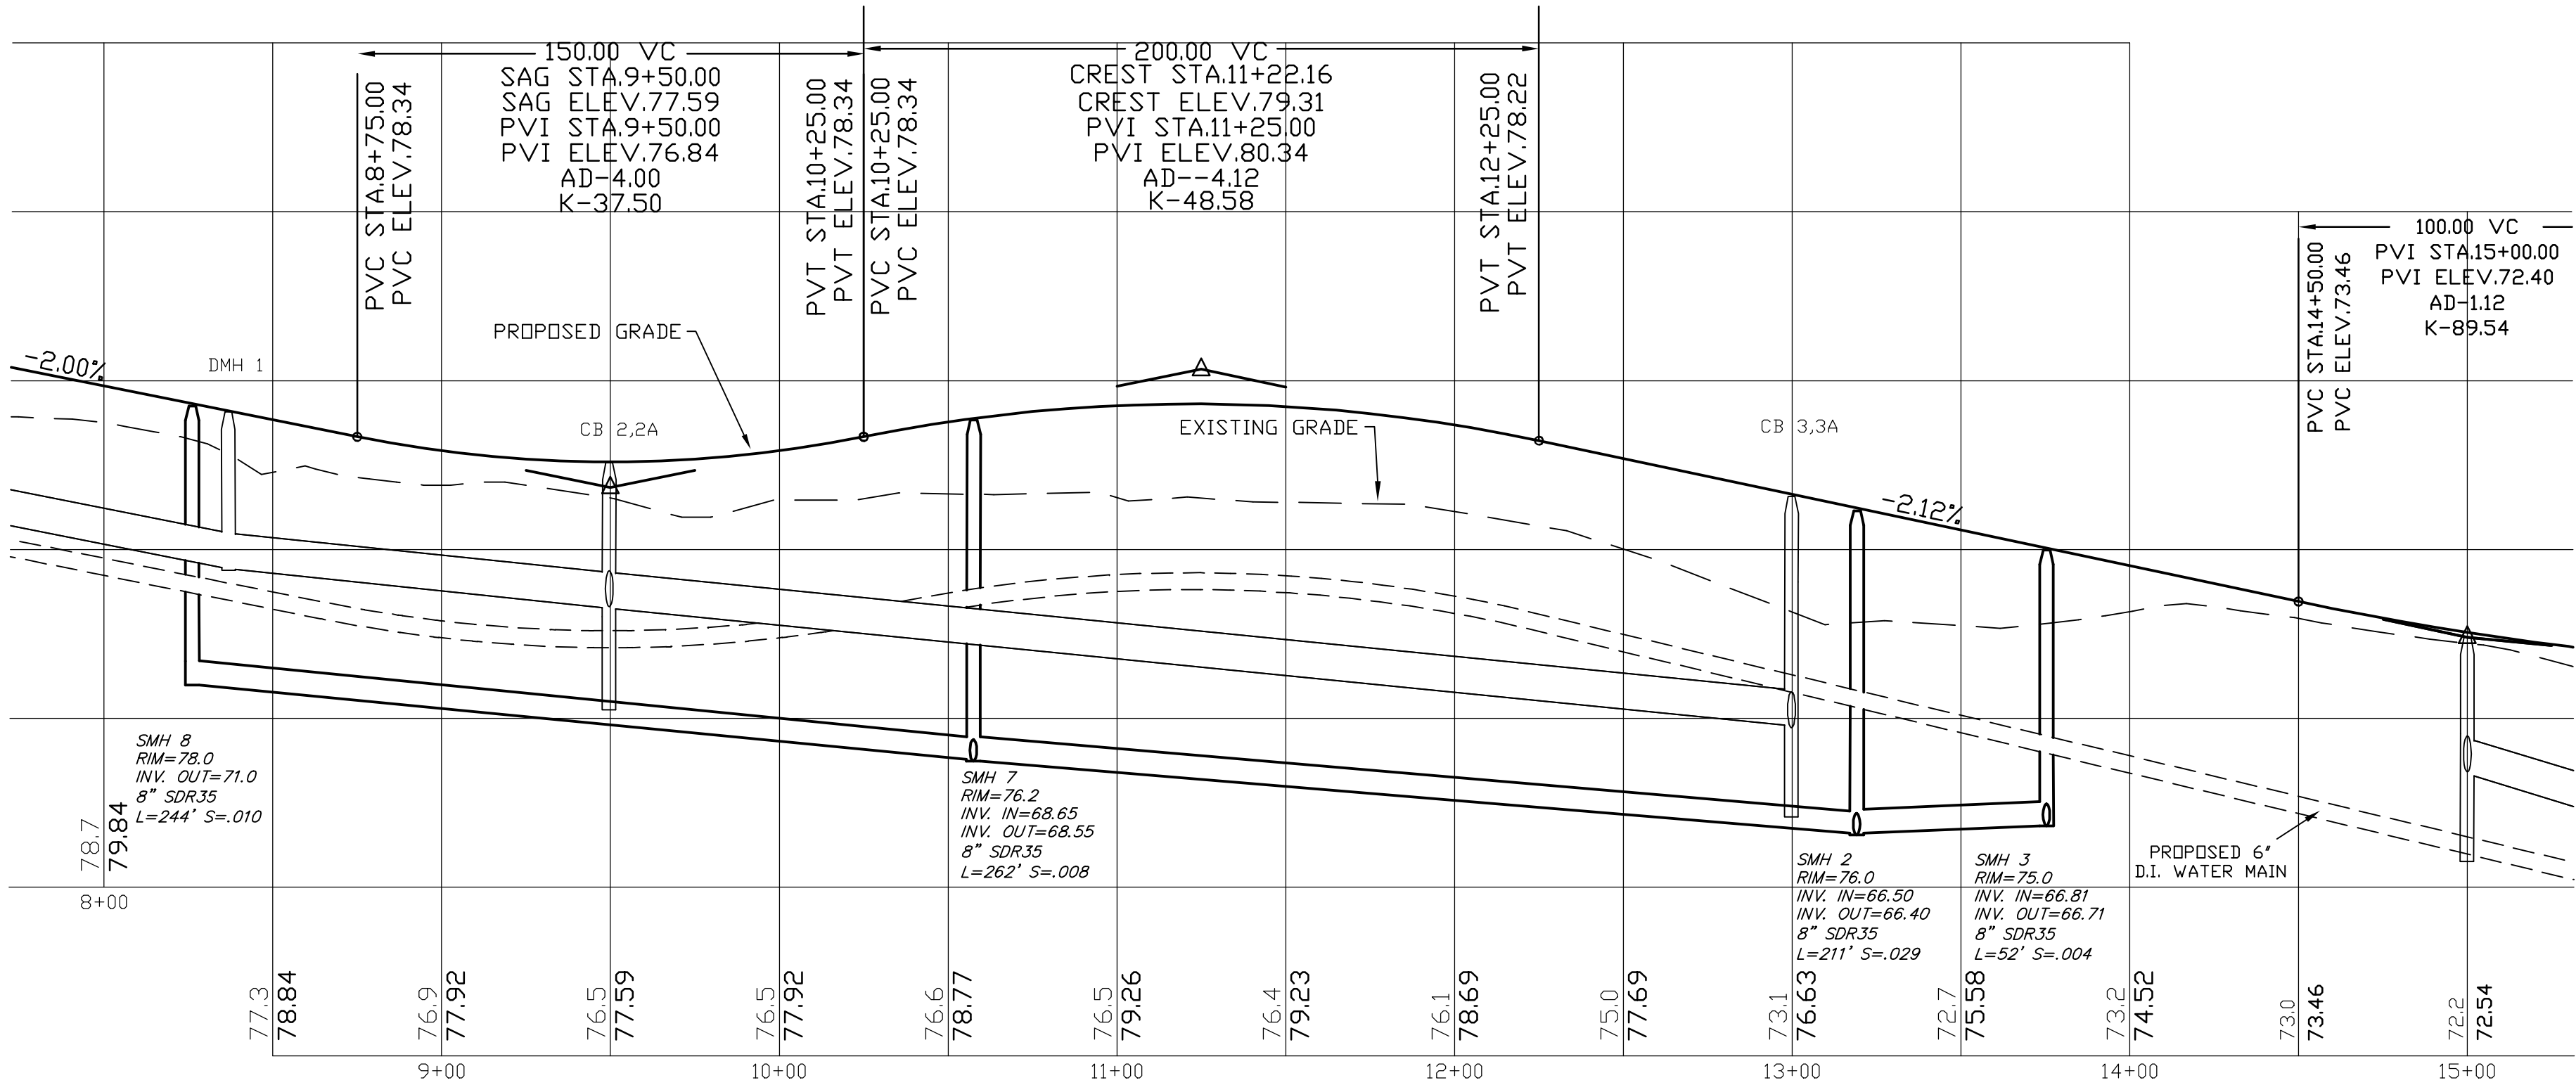 150.00 VC
SAG STA.9+50.00
SAG ELEV.77.59
PVI STA.9+50.00
PVI ELEV.76.84
AD-4.00
K-37.50
200.00 VC
CREST STA.11+22.16
CREST ELEV.79.31
PVI STA.11+25.00
PVI ELEV.80.34
AD--4.12
K-48.58
100.00 VC
PVI STA.15+00.00
PVI ELEV.72.40
AD-1.12
K-89.54
PVC STA.8+75.00
PVC ELEV.78.34
PVT STA.10+25.00
PVT ELEV.78.34
PVC STA.10+25.00
PVC ELEV.78.34
PVT STA.12+25.00
PVT ELEV.78.22
PVC STA.14+50.00
PVC ELEV.73.46
PROPOSED GRADE
-2.00%
DMH 1
CB 2,2A
EXISTING GRADE
CB 3,3A
-2.12%
SMH 8
RIM=78.0
INV. OUT=71.0
8" SDR35
L=244' S=.010
SMH 7
RIM=76.2
INV. IN=68.65
INV. OUT=68.55
8" SDR35
L=262' S=.008
SMH 2
RIM=76.0
INV. IN=66.50
INV. OUT=66.40
8" SDR35
L=211' S=.029
SMH 3
RIM=75.0
INV. IN=66.81
INV. OUT=66.71
8" SDR35
L=52' S=.004
PROPOSED 6"
D.I. WATER MAIN
78.7
79.84
8+00
77.3
78.84
76.9
77.92
76.5
77.59
76.5
77.92
76.6
78.77
76.5
79.26
76.4
79.23
76.1
78.69
75.0
77.69
73.1
76.63
72.7
75.58
73.2
74.52
73.0
73.46
72.2
72.54
9+00
10+00
11+00
12+00
13+00
14+00
15+00